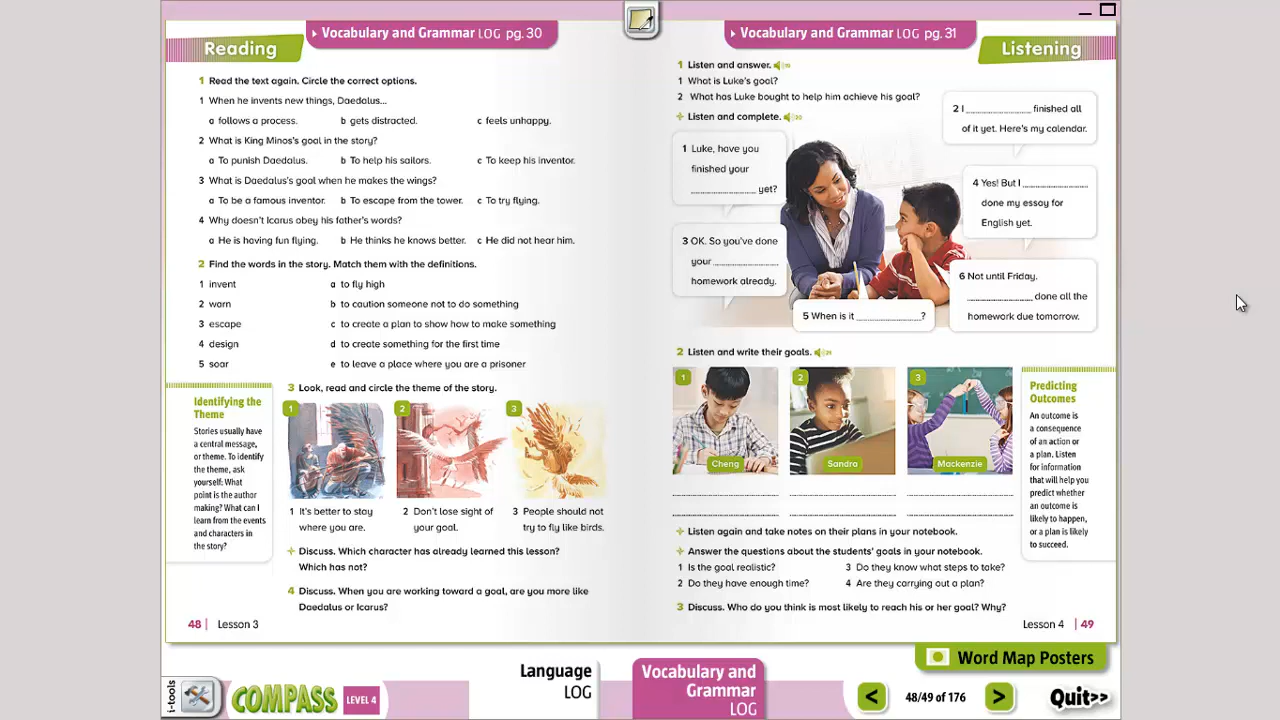 Vocabulary and Grammar LOG pg. 30
Reading
1 Read the text again. Circle the correct options.
1 When he invents new things, Daedalus...
a follows a process. b gets distracted. c feels unhappy.
2 What is King Minos's goal in the story?
a To punish Daedalus. b To help his sailors. c To keep his inventor.
3 What is Daedalus's goal when he makes the wings?
a To be a famous inventor. b To escape from the tower. c To try flying.
4 Why doesn't Icarus obey his father's words?
a He is having fun flying. b He thinks he knows better. c He did not hear him.
2 Find the words in the story. Match them with the definitions.
1 invent a to fly high
2 warn b to caution someone not to do something
3 escape c to create a plan to show how to make something
4 design d to create something for the first time
5 soar e to leave a place where you are a prisoner
Identifying the
Theme
Stories usually have
a central message,
or theme. To identify
the theme, ask
yourself: What
point is the author
making? What can I
learn from the events
and characters in
the story?
3 Look, read and circle the theme of the story.
1 2 3
1 It's better to stay
where you are.
2 Don't lose sight of
your goal.
3 People should not
try to fly like birds.
+ Discuss. Which character has already learned this lesson?
Which has not?
4 Discuss. When you are working toward a goal, are you more like
Daedalus or Icarus?
48 | Lesson 3
Vocabulary and Grammar LOG pg. 31
Listening
1 Listen and answer.
1 What is Luke's goal?
2 What has Luke bought to help him achieve his goal?
+ Listen and complete. 20
1 Luke, have you
finished your
____________ yet?
2 I ____________ finished all
of it yet. Here's my calendar.
3 OK. So you've done
your ____________
homework already.
4 Yes! But I ____________
done my essay for
English yet.
5 When is it ____________?
6 Not until Friday.
____________ done all the
homework due tomorrow.
2 Listen and write their goals.
1 2 3
Cheng Sandra Mackenzie
Predicting
Outcomes
An outcome is
a consequence
of an action or
a plan. Listen
for information
that will help you
predict whether
an outcome is
likely to happen,
or a plan is likely
to succeed.
+ Listen again and take notes on their plans in your notebook.
+ Answer the questions about the students' goals in your notebook.
1 Is the goal realistic? 3 Do they know what steps to take?
2 Do they have enough time? 4 Are they carrying out a plan?
3 Discuss. Who do you think is most likely to reach his or her goal? Why?
Lesson 4 | 49
Word Map Posters
i-tools
COMPASS LEVEL 4
Language
LOG
Vocabulary and
Grammar
LOG
< 48/49 of 176 >
Quit>>